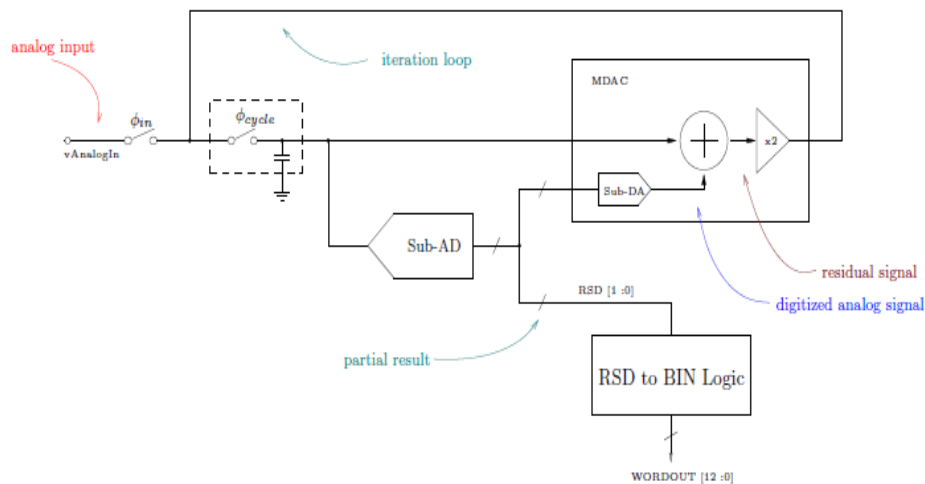 analog input
iteration loop
MDAC
ϕin
ϕcycle
vAnalogIn
x2
Sub-DA
Sub-AD
residual signal
RSD [1 :0]
digitized analog signal
partial result
RSD to BIN Logic
WORDOUT [12 :0]